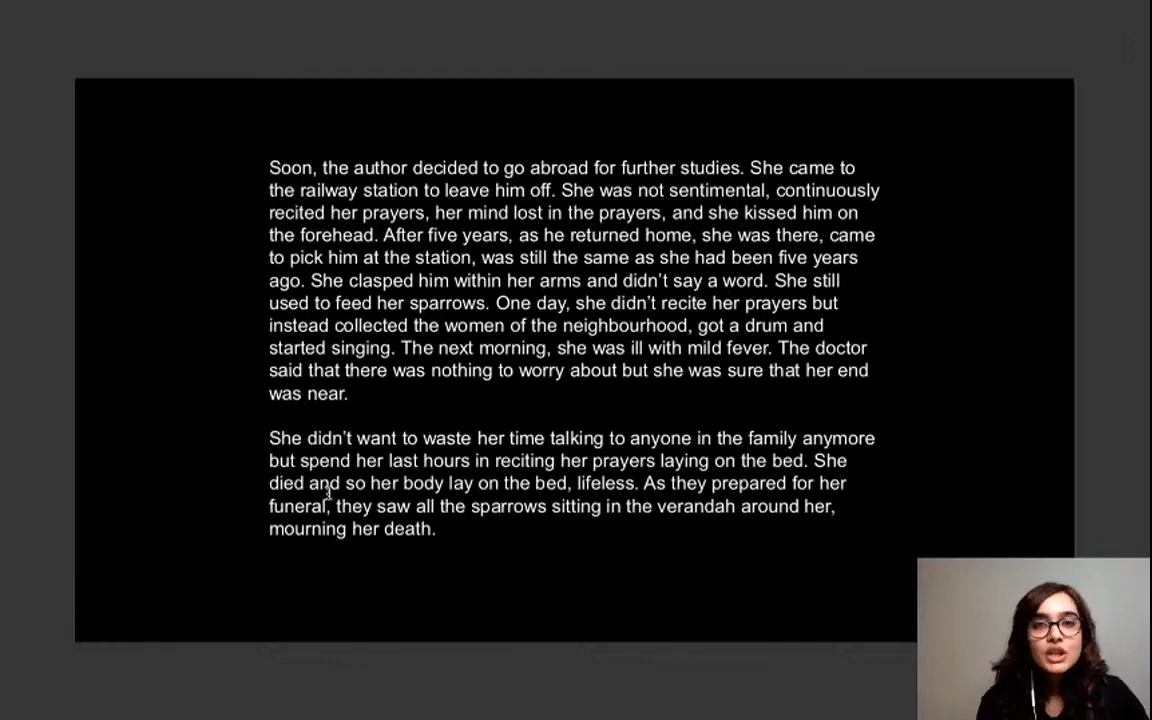 Soon, the author decided to go abroad for further studies. She came to
the railway station to leave him off. She was not sentimental, continuously
recited her prayers, her mind lost in the prayers, and she kissed him on
the forehead. After five years, as he returned home, she was there, came
to pick him at the station, was still the same as she had been five years
ago. She clasped him within her arms and didn’t say a word. She still
used to feed her sparrows. One day, she didn’t recite her prayers but
instead collected the women of the neighbourhood, got a drum and
started singing. The next morning, she was ill with mild fever. The doctor
said that there was nothing to worry about but she was sure that her end
was near.
She didn’t want to waste her time talking to anyone in the family anymore
but spend her last hours in reciting her prayers laying on the bed. She
died and so her body lay on the bed, lifeless. As they prepared for her
funeral, they saw all the sparrows sitting in the verandah around her,
mourning her death.